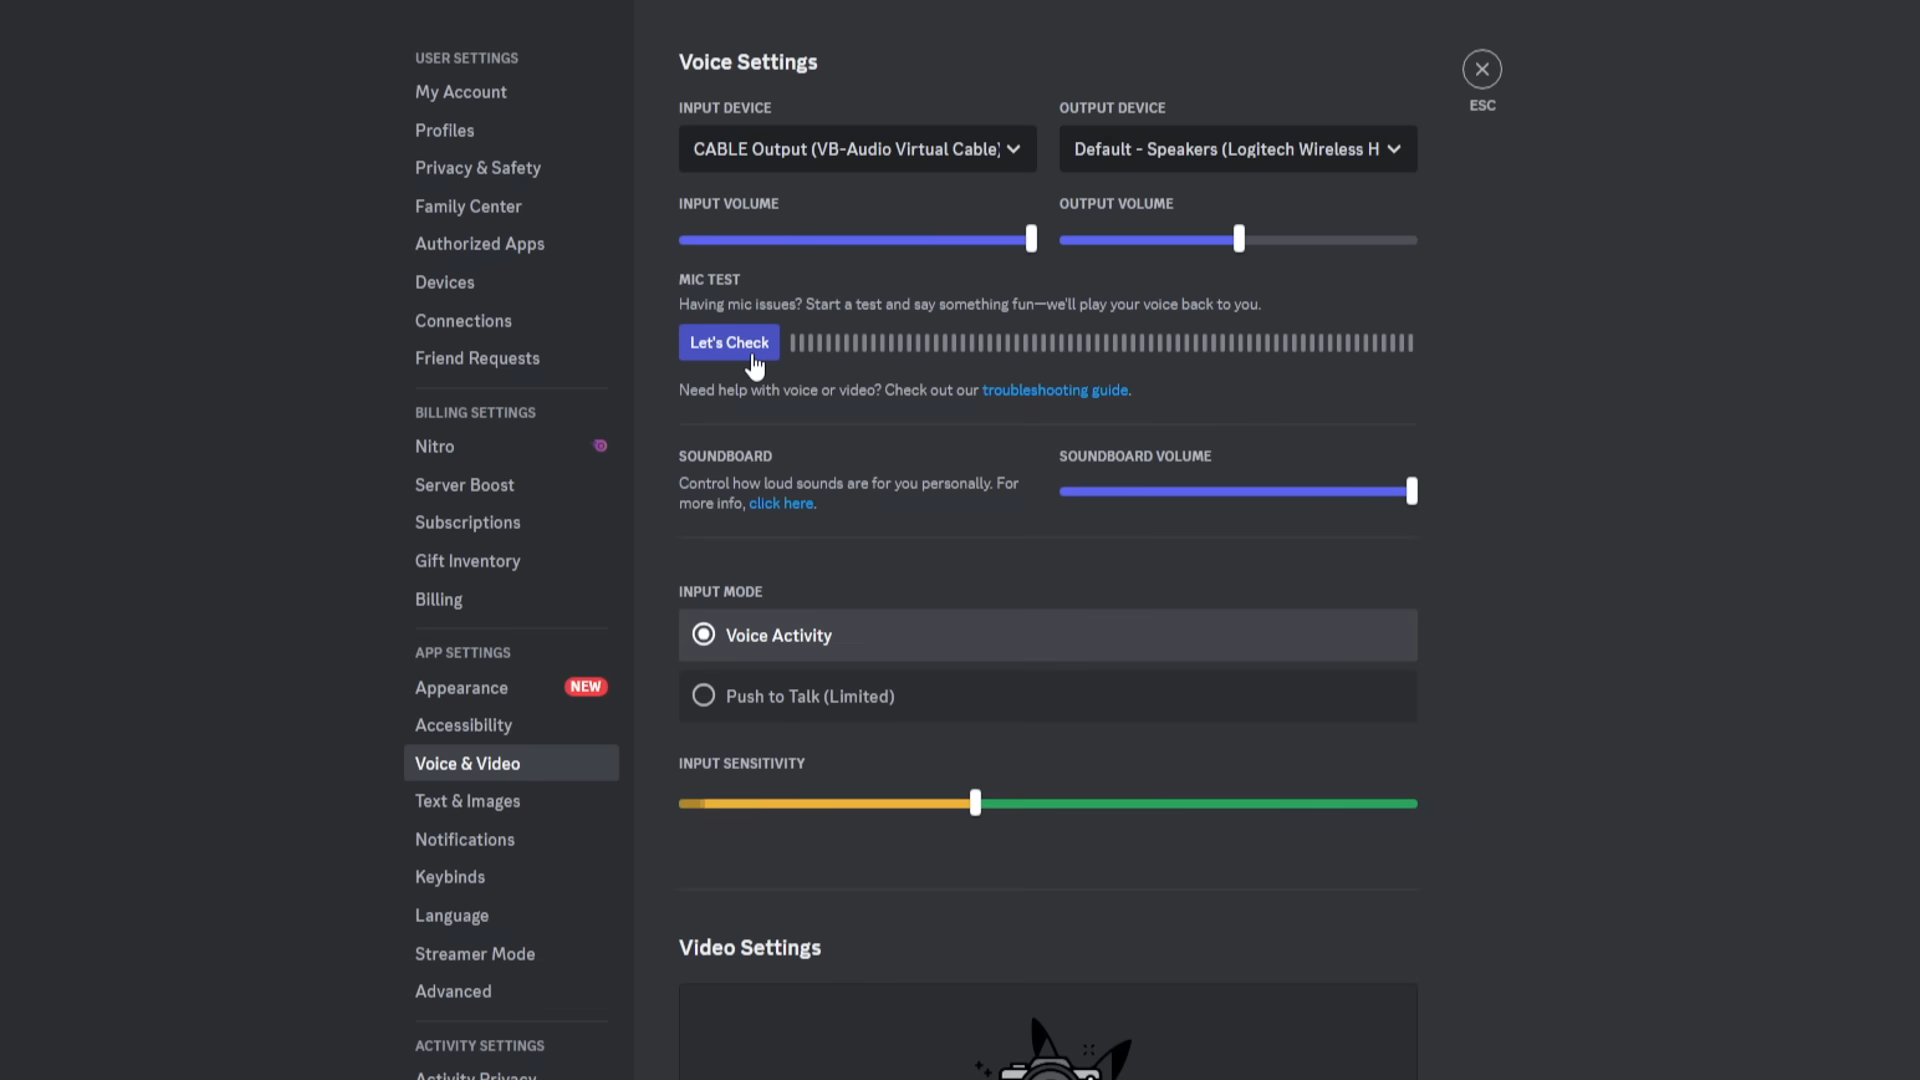 USER SETTINGS
My Account
Profiles
Privacy & Safety
Family Center
Authorized Apps
Devices
Connections
Friend Requests
BILLING SETTINGS
Nitro
Server Boost
Subscriptions
Gift Inventory
Billing
APP SETTINGS
Appearance NEW
Accessibility
Voice & Video
Text & Images
Notifications
Keybinds
Language
Streamer Mode
Advanced
ACTIVITY SETTINGS
Activity Privacy
Voice Settings
INPUT DEVICE OUTPUT DEVICE
CABLE Output (VB-Audio Virtual Cable) Default - Speakers (Logitech Wireless H
INPUT VOLUME OUTPUT VOLUME
MIC TEST
Having mic issues? Start a test and say something fun—we'll play your voice back to you.
Let's Check
Need help with voice or video? Check out our troubleshooting guide.
SOUNDBOARD SOUNDBOARD VOLUME
Control how loud sounds are for you personally. For
more info, click here.
INPUT MODE
Voice Activity
Push to Talk (Limited)
INPUT SENSITIVITY
Video Settings
ESC